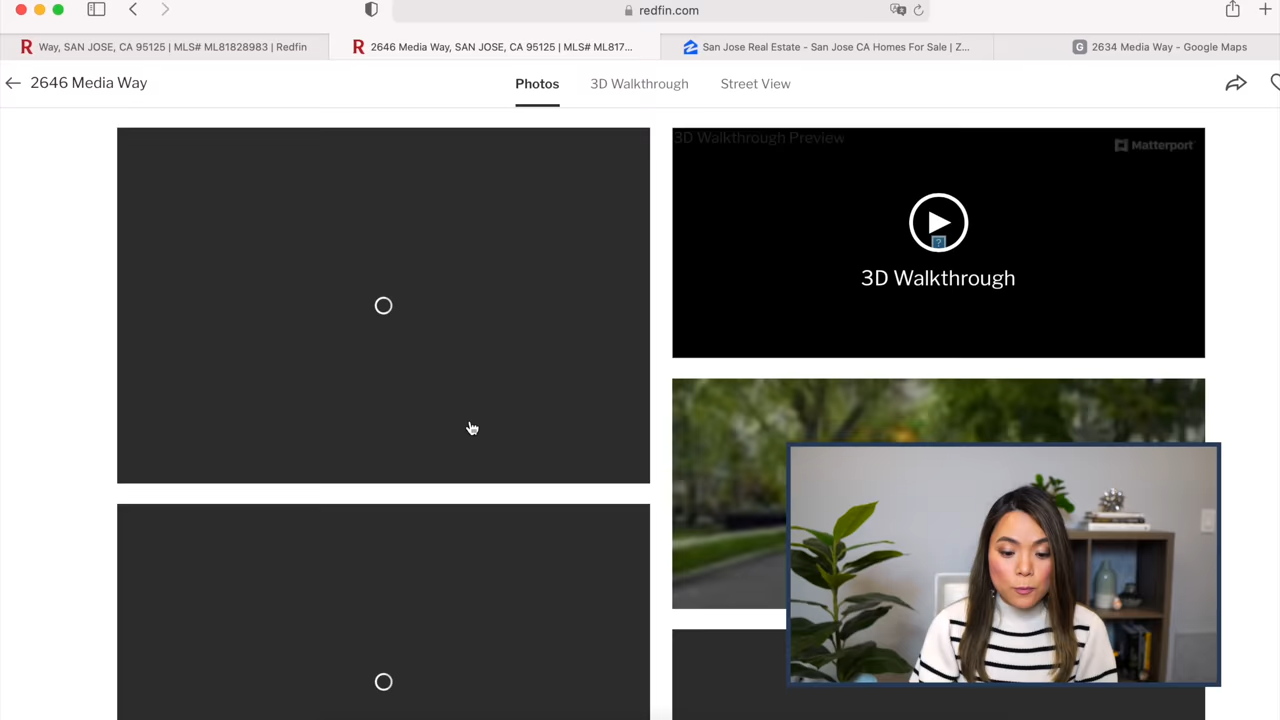 redfin.com
R Way, SAN JOSE, CA 95125 | MLS# ML81828983 | Redfin
R 2646 Media Way, SAN JOSE, CA 95125 | MLS# ML817...
Z San Jose Real Estate - San Jose CA Homes For Sale | Z...
G 2634 Media Way - Google Maps
2646 Media Way
Photos
3D Walkthrough
Street View
3D Walkthrough Preview
Matterport
?
3D Walkthrough